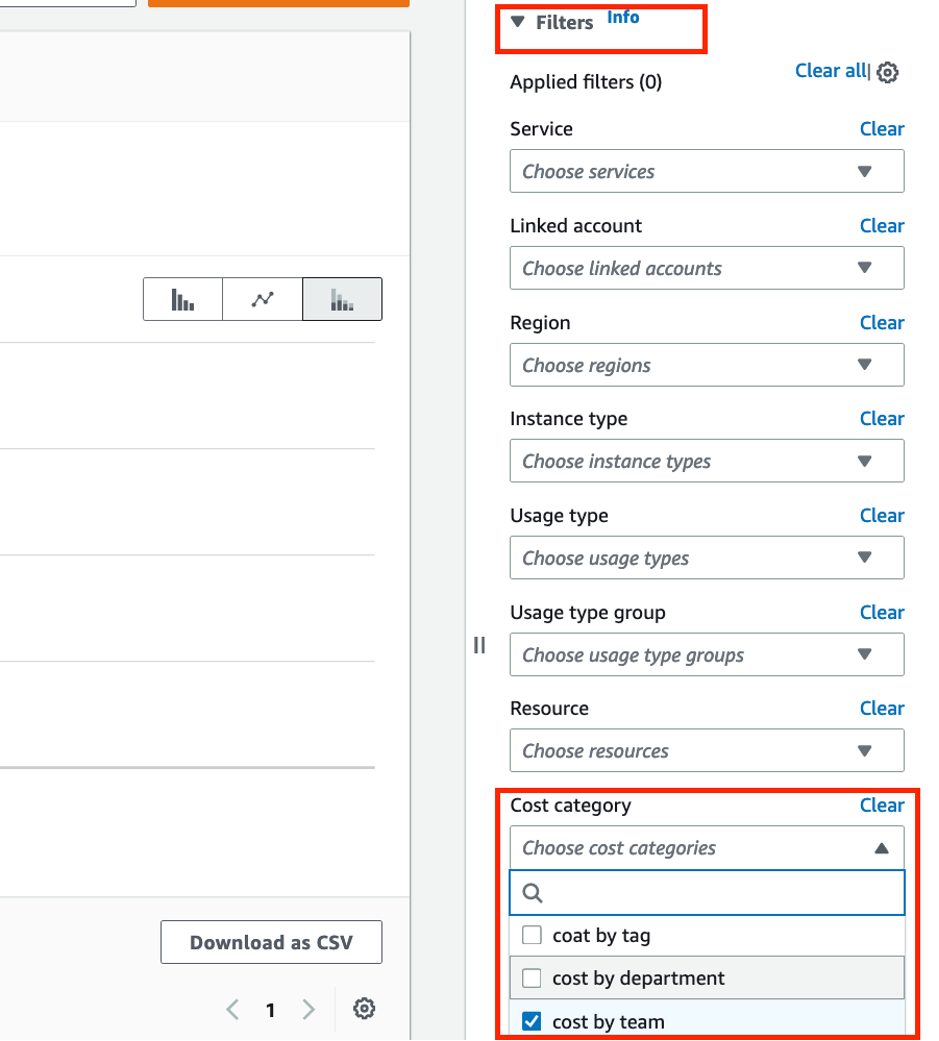 Filters Info
Applied filters (0)
Clear all|
Service Clear
Choose services
Linked account Clear
Choose linked accounts
Region Clear
Choose regions
Instance type Clear
Choose instance types
Usage type Clear
Choose usage types
Usage type group Clear
Choose usage type groups
Resource Clear
Choose resources
Cost category Clear
Choose cost categories
coat by tag
cost by department
cost by team
Download as CSV
1